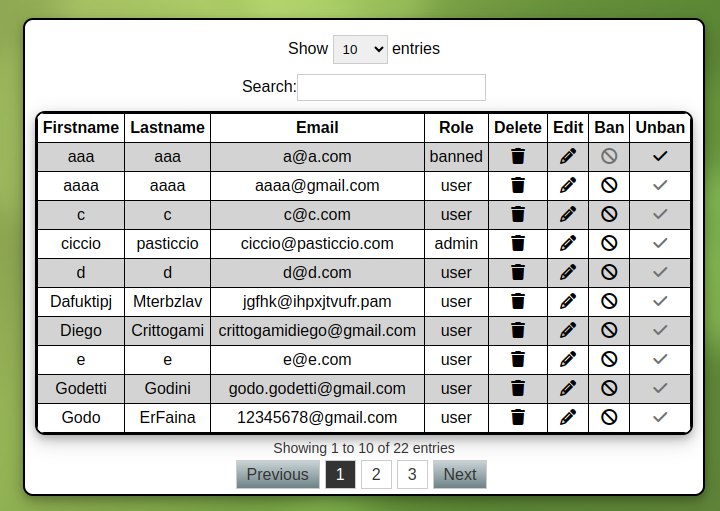 Show 10 entries
Search:
Firstname Lastname Email Role Delete Edit Ban Unban
aaa aaa a@a.com banned
aaaa aaaa aaaa@gmail.com user
c c c@c.com user
ciccio pasticcio ciccio@pasticcio.com admin
d d d@d.com user
Dafuktipj Mterbzlav jgfhk@ihpxjtvufr.pam user
Diego Crittogami crittogamidiego@gmail.com user
e e e@e.com user
Godetti Godini godo.godetti@gmail.com user
Godo ErFaina 12345678@gmail.com user
Showing 1 to 10 of 22 entries
Previous 1 2 3 Next